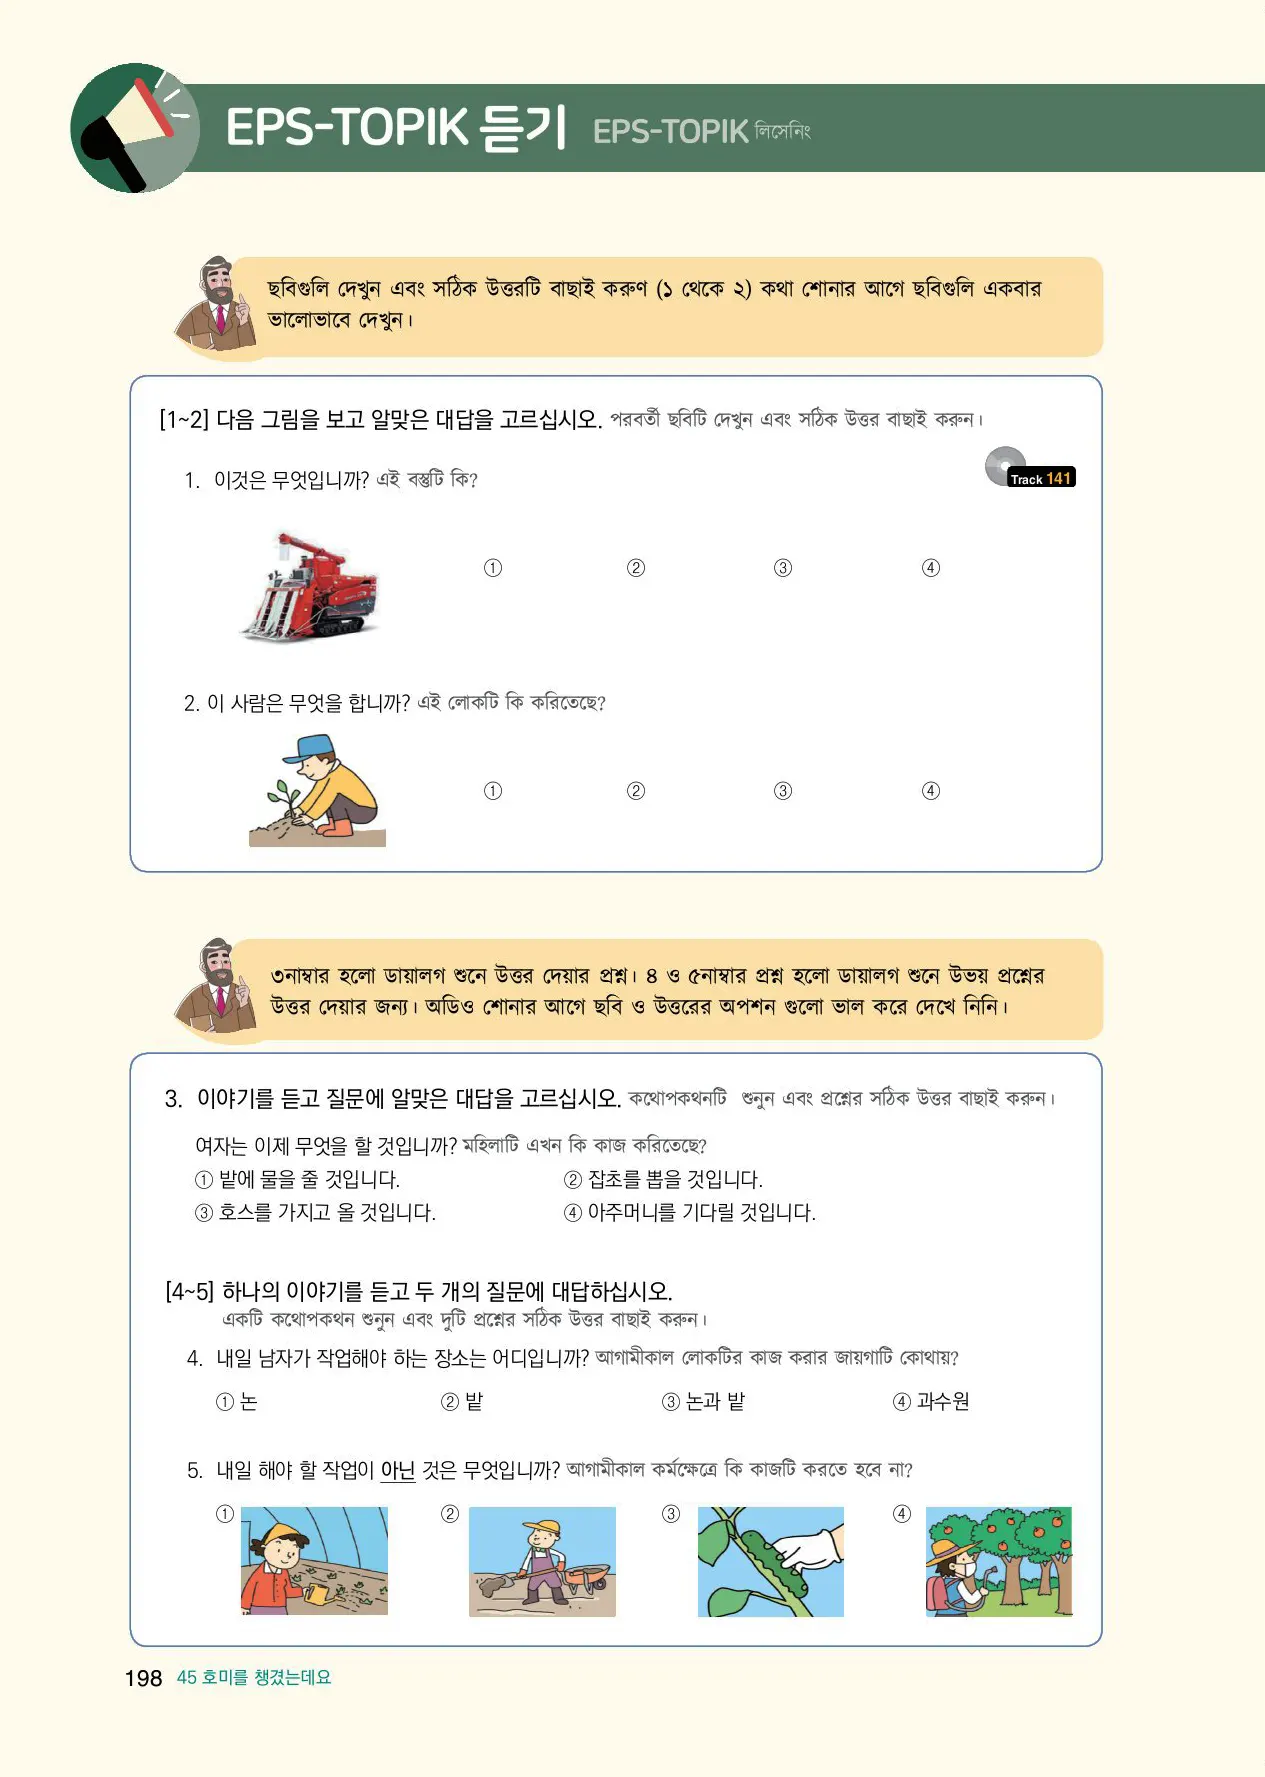 EPS-TOPIK 듣기 EPS-TOPIK লিসেনিং
ছবিগুলি দেখুন এবং সঠিক উত্তরটি বাছাই করুণ (১ থেকে ২) কথা শোনার আগে ছবিগুলি একবার
ভালোভাবে দেখুন।
[1~2] 다음 그림을 보고 알맞은 대답을 고르십시오. পরবর্তী ছবিটি দেখুন এবং সঠিক উত্তর বাছাই করুন।
1. 이것은 무엇입니까? এই বস্তুটি কি?
Track 141
① ② ③ ④
2. 이 사람은 무엇을 합니까? এই লোকটি কি করিতেছে?
① ② ③ ④
৩নাম্বার হলো ডায়ালগ শুনে উত্তর দেয়ার প্রশ্ন। ৪ ও ৫নাম্বার প্রশ্ন হলো ডায়ালগ শুনে উভয় প্রশ্নের
উত্তর দেয়ার জন্য। অডিও শোনার আগে ছবি ও উত্তরের অপশন গুলো ভাল করে দেখে নিনি।
3. 이야기를 듣고 질문에 알맞은 대답을 고르십시오. কথোপকথনটি শুনুন এবং প্রশ্নের সঠিক উত্তর বাছাই করুন।
여자는 이제 무엇을 할 것입니까? মহিলাটি এখন কি কাজ করিতেছে?
① 밭에 물을 줄 것입니다. ② 잡초를 뽑을 것입니다.
③ 호스를 가지고 올 것입니다. ④ 아주머니를 기다릴 것입니다.
[4~5] 하나의 이야기를 듣고 두 개의 질문에 대답하십시오.
একটি কথোপকথন শুনুন এবং দুটি প্রশ্নের সঠিক উত্তর বাছাই করুন।
4. 내일 남자가 작업해야 하는 장소는 어디입니까? আগামীকাল লোকটির কাজ করার জায়গাটি কোথায়?
① 논 ② 밭 ③ 논과 밭 ④ 과수원
5. 내일 해야 할 작업이 아닌 것은 무엇입니까? আগামীকাল কর্মক্ষেত্রে কি কাজটি করতে হবে না?
① ② ③ ④
198 45 호미를 챙겼는데요